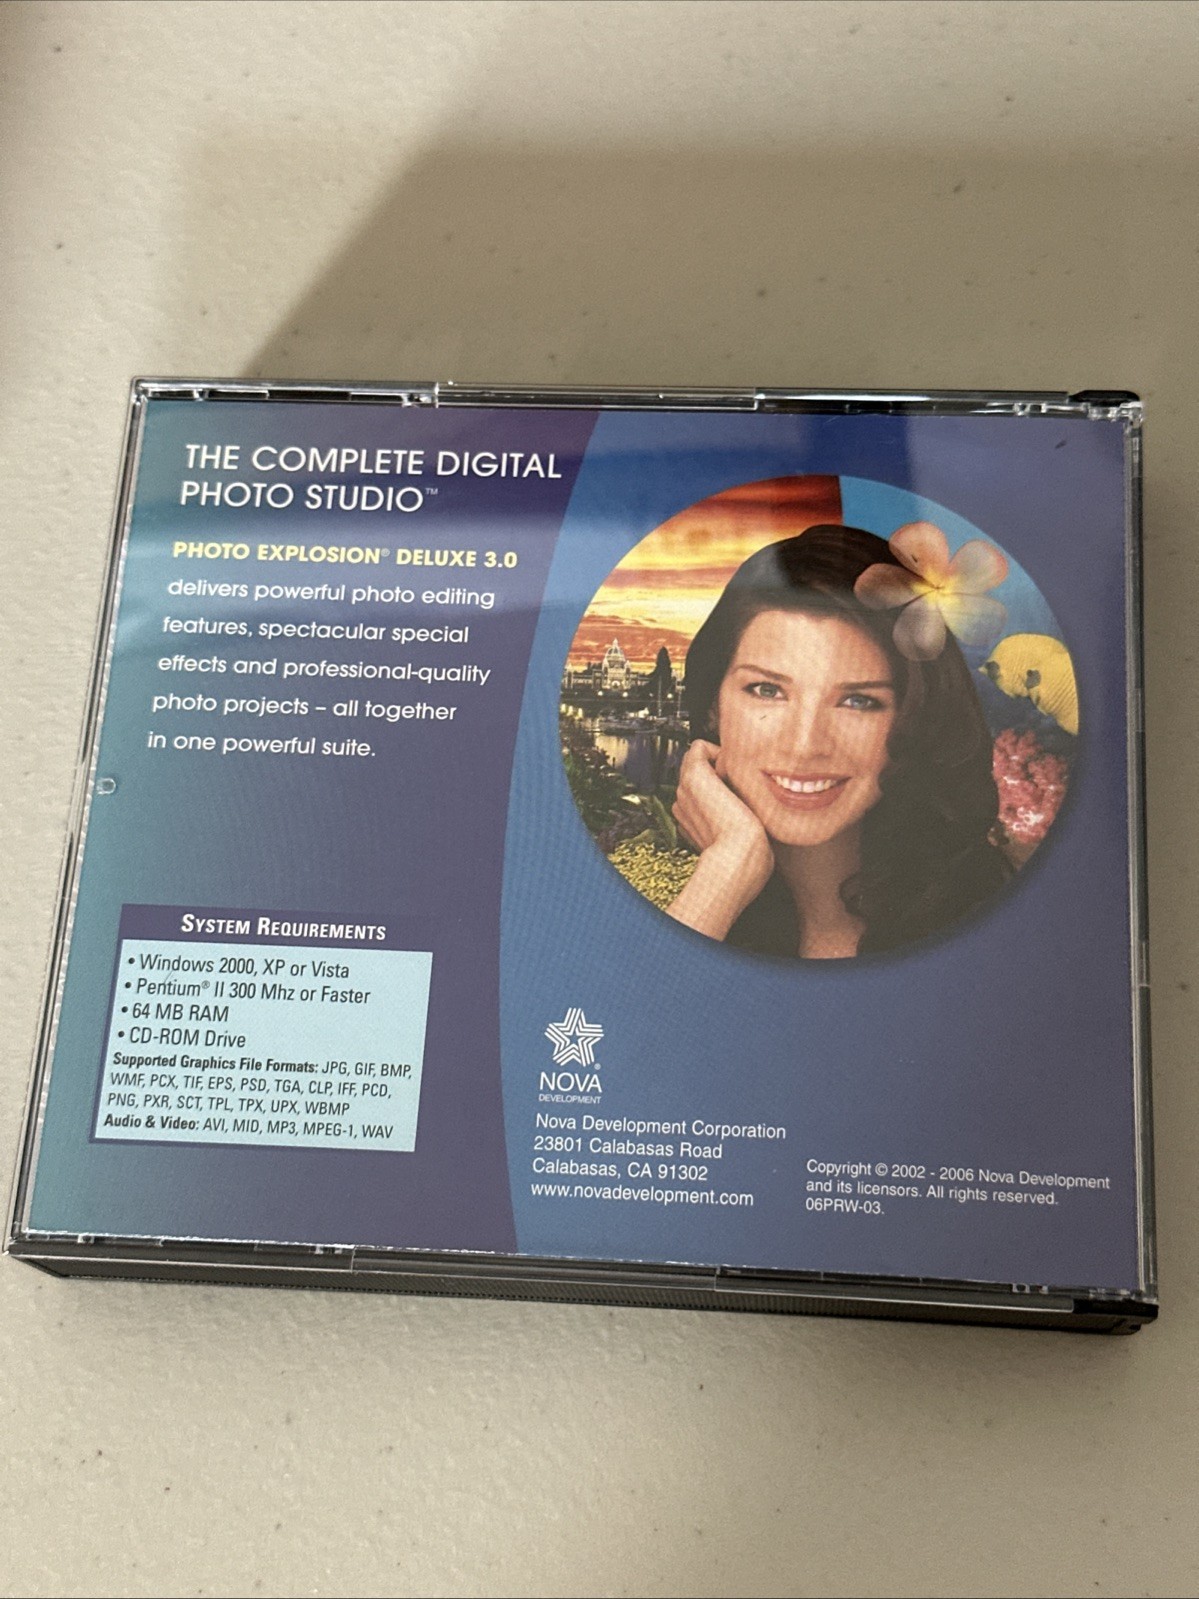 THE COMPLETE DIGITAL
PHOTO STUDIO™
PHOTO EXPLOSION® DELUXE 3.0
delivers powerful photo editing
features, spectacular special
effects and professional-quality
photo projects – all together
in one powerful suite.
SYSTEM REQUIREMENTS
• Windows 2000, XP or Vista
• Pentium® II 300 Mhz or Faster
• 64 MB RAM
• CD-ROM Drive
Supported Graphics File Formats: JPG, GIF, BMP,
WMF, PCX, TIF, EPS, PSD, TGA, CLP, IFF, PCD,
PNG, PXR, SCT, TPL, TPX, UPX, WBMP
Audio & Video: AVI, MID, MP3, MPEG-1, WAV
NOVA
DEVELOPMENT
Nova Development Corporation
23801 Calabasas Road
Calabasas, CA 91302
www.novadevelopment.com
Copyright © 2002 - 2006 Nova Development
and its licensors. All rights reserved.
06PRW-03.